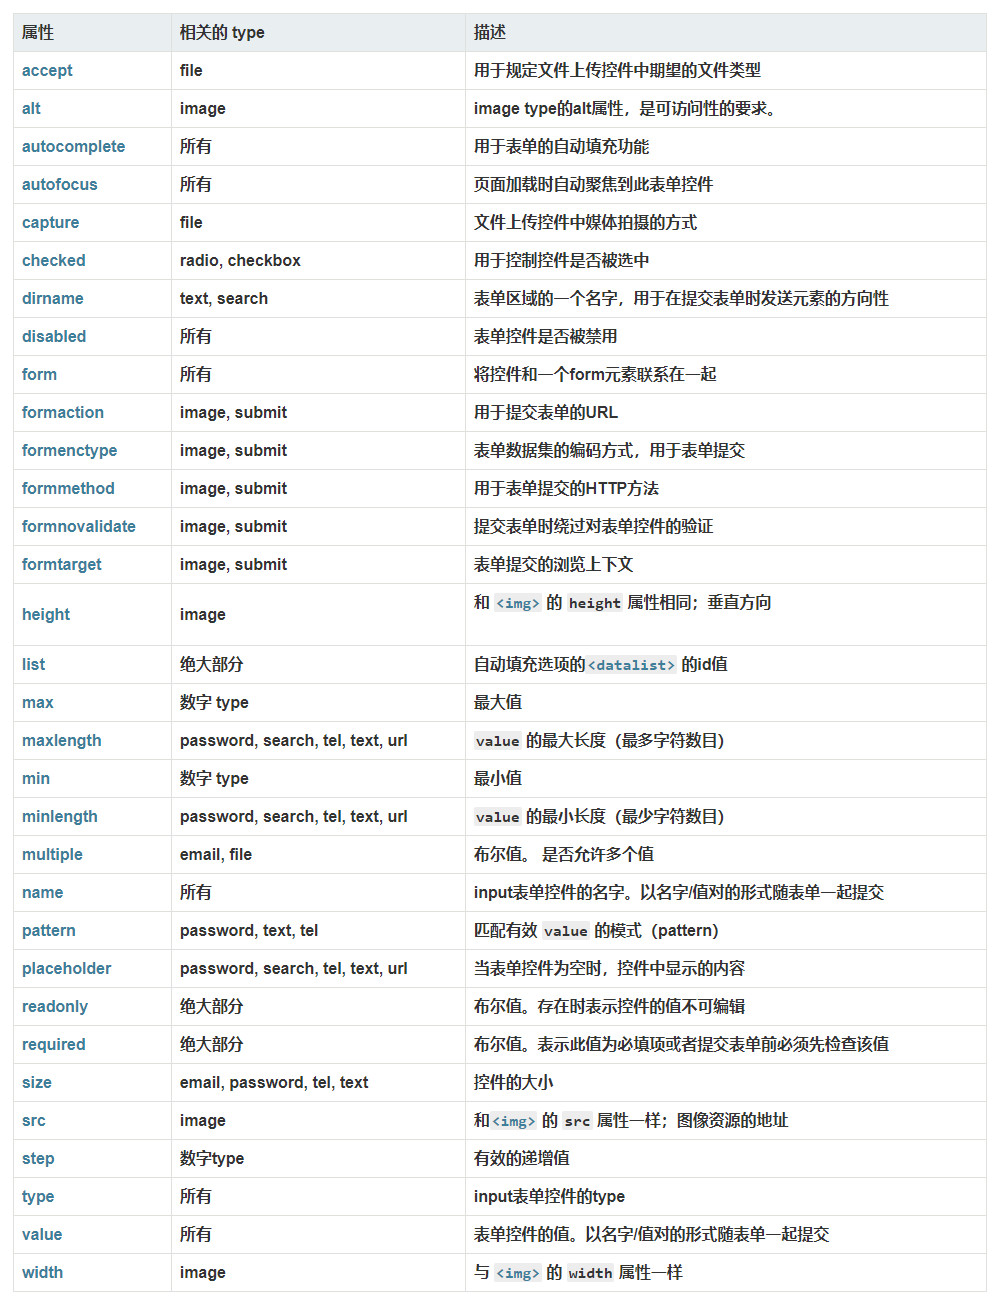 属性 相关的 type 描述
accept file 用于规定文件上传控件中期望的文件类型
alt image image type的alt属性，是可访问性的要求。
autocomplete 所有 用于表单的自动填充功能
autofocus 所有 页面加载时自动聚焦到此表单控件
capture file 文件上传控件中媒体拍摄的方式
checked radio, checkbox 用于控制控件是否被选中
dirname text, search 表单区域的一个名字，用于在提交表单时发送元素的方向性
disabled 所有 表单控件是否被禁用
form 所有 将控件和一个form元素联系在一起
formaction image, submit 用于提交表单的URL
formenctype image, submit 表单数据集的编码方式，用于表单提交
formmethod image, submit 用于表单提交的HTTP方法
formnovalidate image, submit 提交表单时绕过对表单控件的验证
formtarget image, submit 表单提交的浏览上下文
height image 和 <img> 的 height 属性相同；垂直方向
list 绝大部分 自动填充选项的<datalist> 的id值
max 数字 type 最大值
maxlength password, search, tel, text, url value 的最大长度（最多字符数目）
min 数字 type 最小值
minlength password, search, tel, text, url value 的最小长度（最少字符数目）
multiple email, file 布尔值。 是否允许多个值
name 所有 input表单控件的名字。以名字/值对的形式随表单一起提交
pattern password, text, tel 匹配有效 value 的模式（pattern）
placeholder password, search, tel, text, url 当表单控件为空时，控件中显示的内容
readonly 绝大部分 布尔值。存在时表示控件的值不可编辑
required 绝大部分 布尔值。表示此值为必填项或者提交表单前必须先检查该值
size email, password, tel, text 控件的大小
src image 和<img> 的 src 属性一样；图像资源的地址
step 数字type 有效的递增值
type 所有 input表单控件的type
value 所有 表单控件的值。以名字/值对的形式随表单一起提交
width image 与 <img> 的 width 属性一样